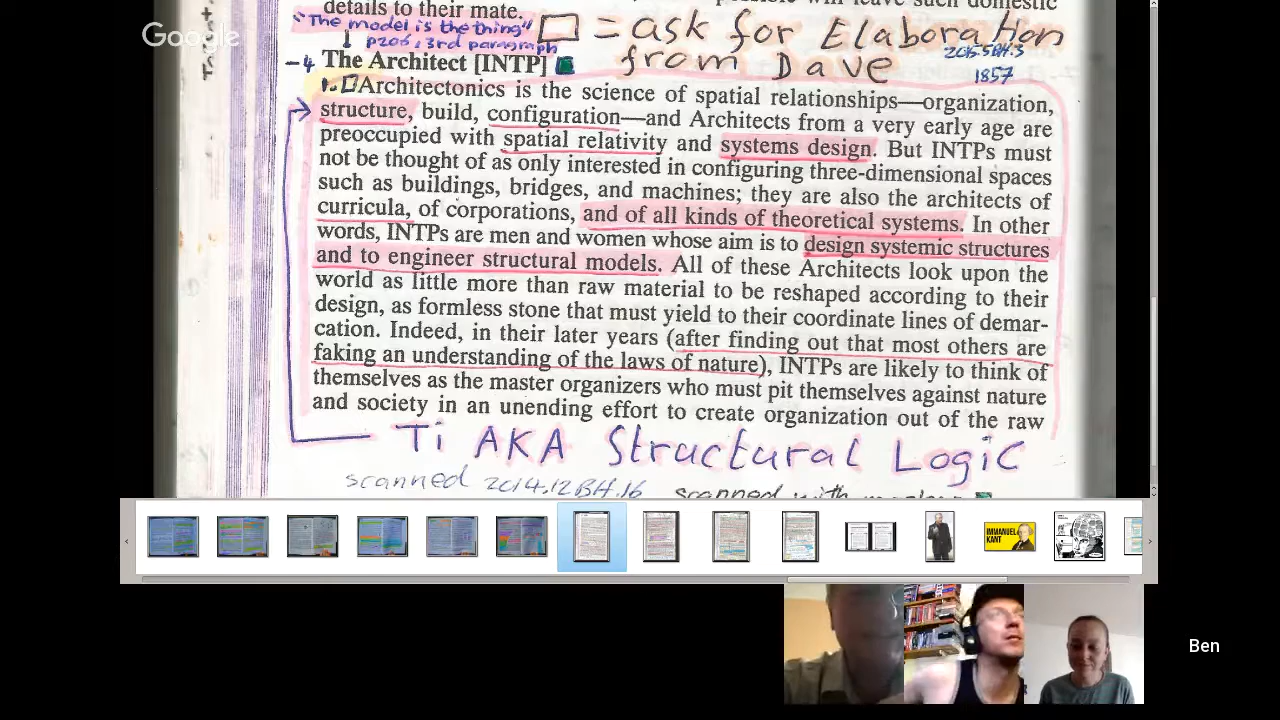 details to their mate.
"The model is the thing"
p206, 3rd paragraph
= ask for Elaboration
from Dave
1857
Google
-4 The Architect [INTP]
1. Architectonics is the science of spatial relationships—organization,
structure, build, configuration—and Architects from a very early age are
preoccupied with spatial relativity and systems design. But INTPs must
not be thought of as only interested in configuring three-dimensional spaces
such as buildings, bridges, and machines; they are also the architects of
curricula, of corporations, and of all kinds of theoretical systems. In other
words, INTPs are men and women whose aim is to design systemic structures
and to engineer structural models. All of these Architects look upon the
world as little more than raw material to be reshaped according to their
design, as formless stone that must yield to their coordinate lines of demar-
cation. Indeed, in their later years (after finding out that most others are
faking an understanding of the laws of nature), INTPs are likely to think of
themselves as the master organizers who must pit themselves against nature
and society in an unending effort to create organization out of the raw
Ti AKA Structural Logic
scanned 2014.12BH.16
IMMANUEL
KANT
Ben